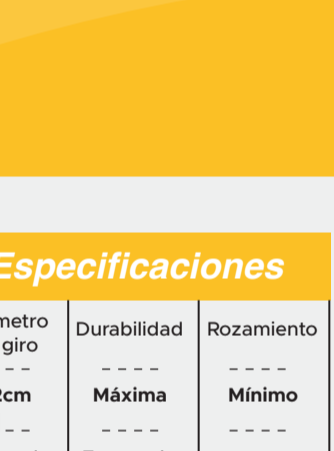 Especificaciones
giro
Durabilidad
Rozamiento
Máxima
Mínimo